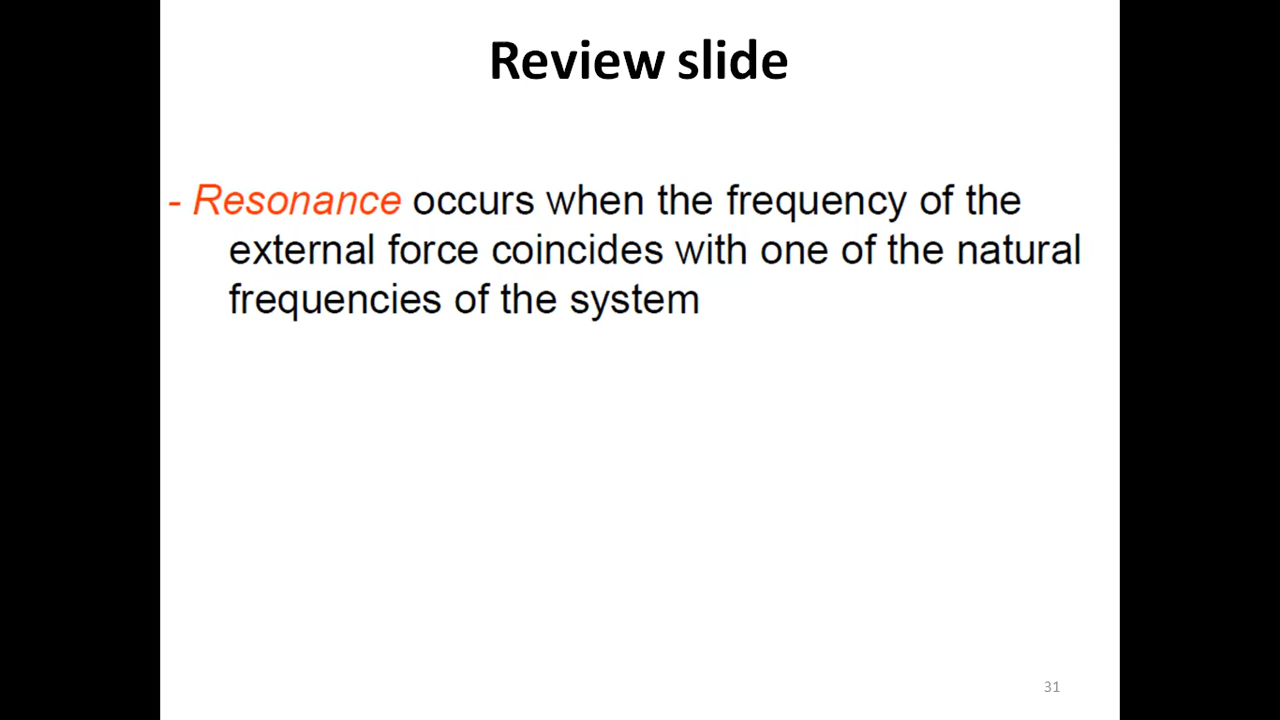 Review slide
- Resonance occurs when the frequency of the
external force coincides with one of the natural
frequencies of the system
31